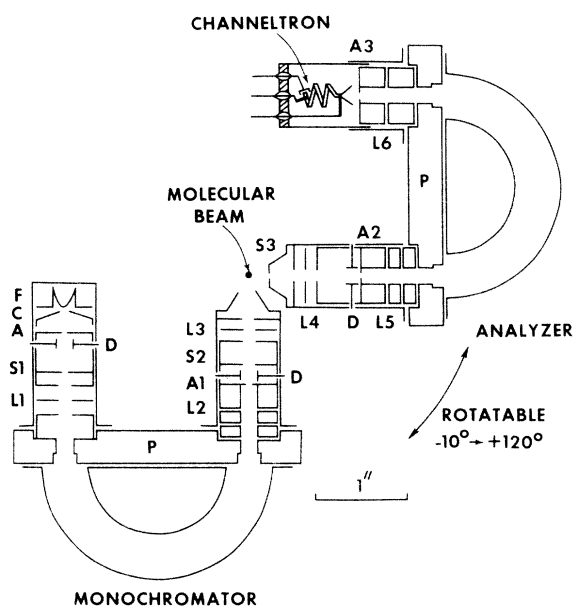 CHANNELTRON
A3
L6
P
MOLECULAR
BEAM
S3
A2
F
C
A
D
S1
L1
L3
S2
A1
D
L2
L4
D
L5
ANALYZER
ROTATABLE
-10° → +120°
P
1"
MONOCHROMATOR